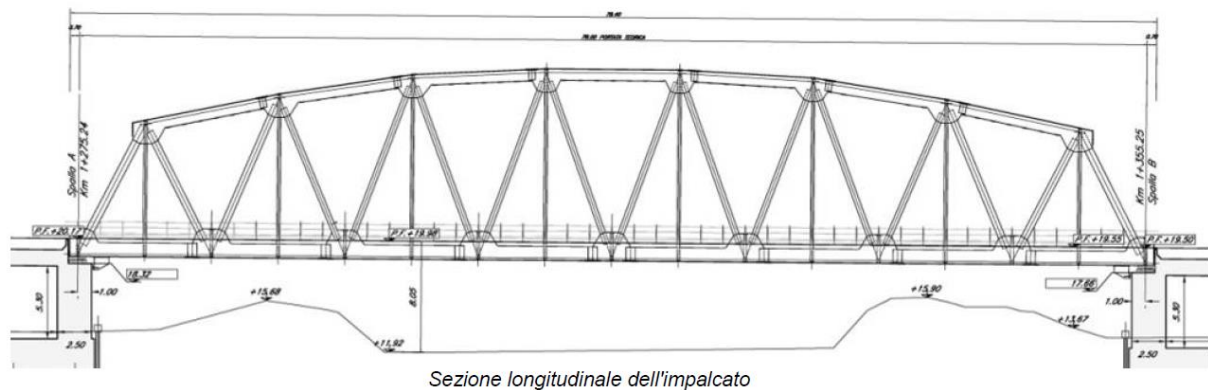 78.40
0.70
78.00 PORTATA TEORICA
0.70
Spalla A
Km 1+275.24
Km 1+355.25
Spalla B
P.F.+20.17
P.F.+19.98
P.F.+19.55
P.F.+19.50
18.32
17.66
1.00
1.00
+15.68
8.05
+15.90
5.30
5.30
+13.67
+11.92
2.50
2.50
Sezione longitudinale dell'impalcato